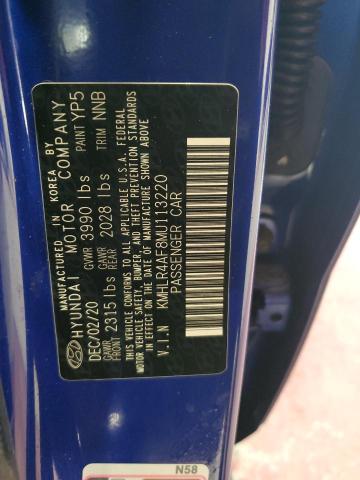 MANUFACTURED IN KOREA BY
HYUNDAI MOTOR COMPANY
DEC/02/20 GVWR 3990 lbs PAINT YP5
GAWR FRONT 2315 lbs GAWR REAR 2028 lbs TRIM NNB
THIS VEHICLE CONFORMS TO ALL APPLICABLE U.S.A. FEDERAL
MOTOR VEHICLE SAFETY, BUMPER, AND THEFT PREVENTION
STANDARDS IN EFFECT ON THE DATE OF MANUFACTURE SHOWN ABOVE
V.I.N KMHLR4AF8MU113220
PASSENGER CAR
N58